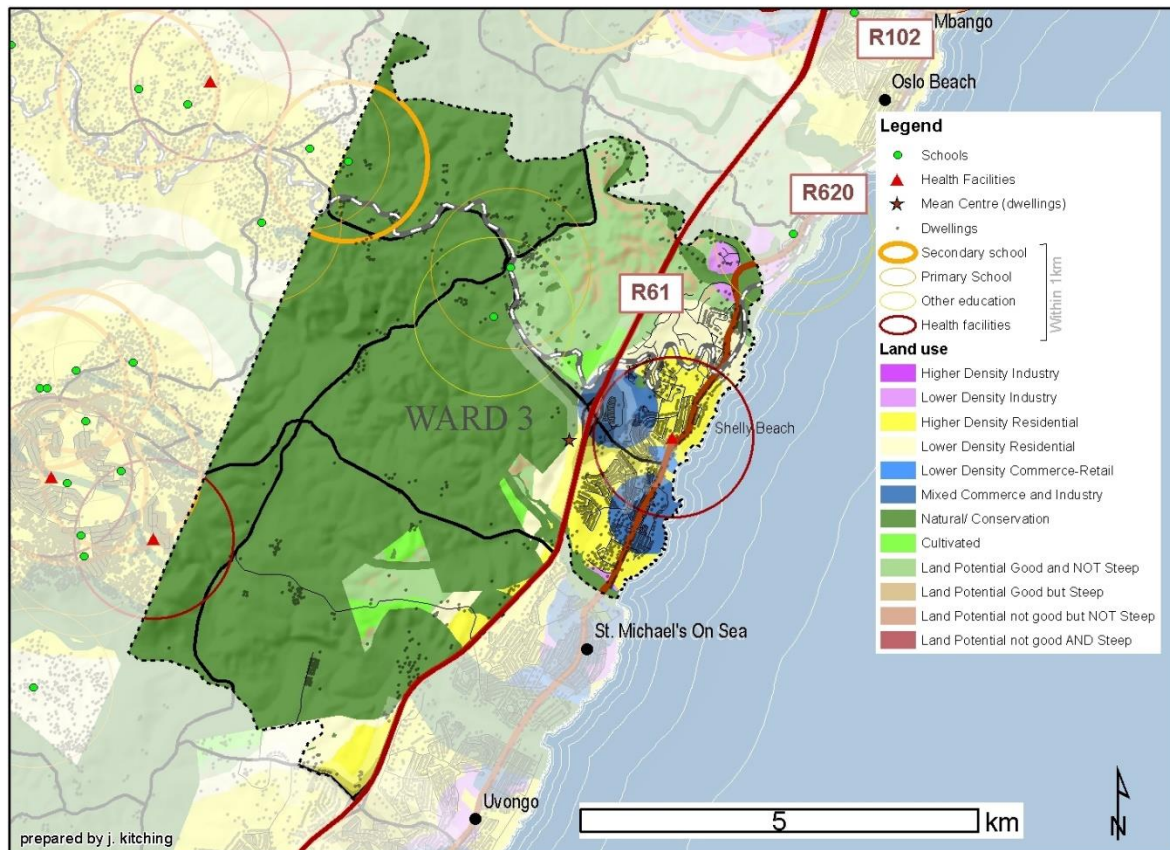 Mbango
R102
Oslo Beach
Legend
Schools
Health Facilities
Mean Centre (dwellings)
Dwellings
Secondary school
Primary School
Other education
Health facilities
Within 1km
Land use
Higher Density Industry
Lower Density Industry
Higher Density Residential
Lower Density Residential
Lower Density Commerce-Retail
Mixed Commerce and Industry
Natural/ Conservation
Cultivated
Land Potential Good and NOT Steep
Land Potential Good but Steep
Land Potential not good but NOT Steep
Land Potential not good AND Steep
R620
R61
WARD 3
Shelly Beach
St. Michael's On Sea
Uvongo
5
km
N
prepared by j. kitching